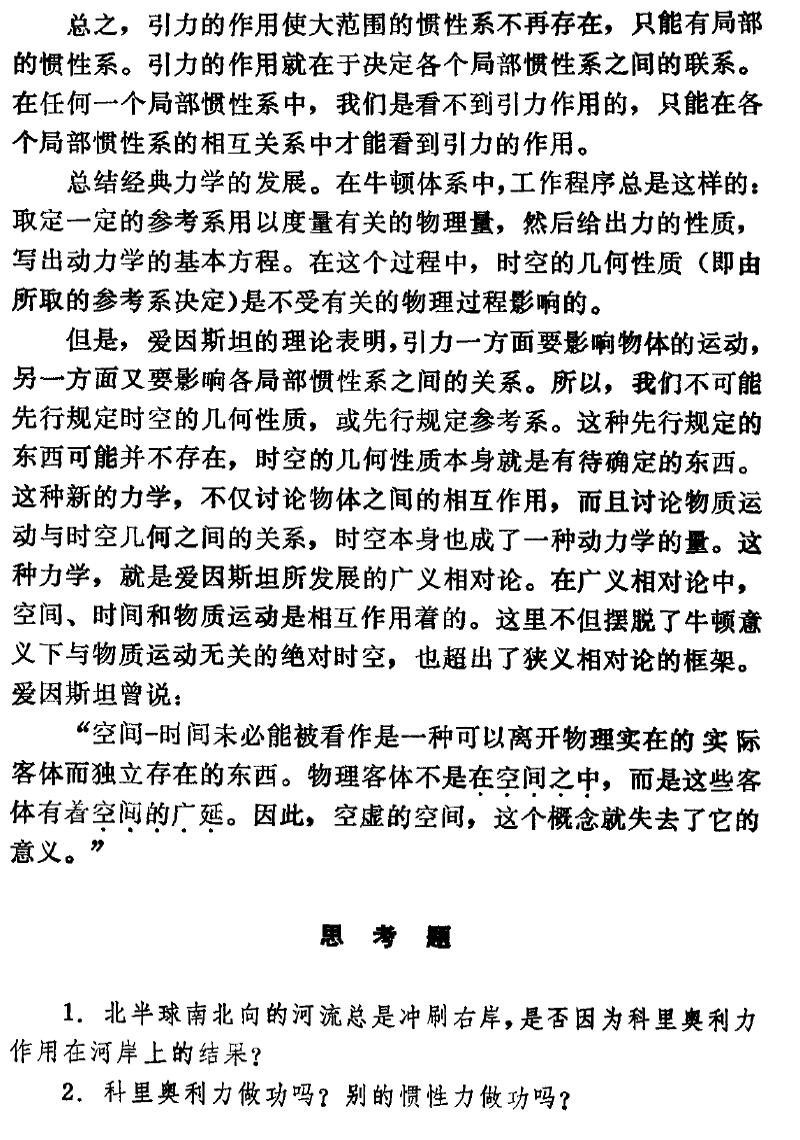 总之，引力的作用使大范围的惯性系不再存在，只能有局部
的惯性系。引力的作用就在于决定各个局部惯性系之间的联系。
在任何一个局部惯性系中，我们是看不到引力作用的，只能在各
个局部惯性系的相互关系中才能看到引力的作用。
总结经典力学的发展。在牛顿体系中，工作程序总是这样的：
取定一定的参考系用以度量有关的物理量，然后给出力的性质，
写出动力学的基本方程。在这个过程中，时空的几何性质（即由
所取的参考系决定)是不受有关的物理过程影响的。
但是，爱因斯坦的理论表明，引力一方面要影响物体的运动，
另一方面又要影响各局部惯性系之间的关系。所以，我们不可能
先行规定时空的几何性质，或先行规定参考系。这种先行规定的
东西可能并不存在，时空的几何性质本身就是有待确定的东西。
这种新的力学，不仅讨论物体之间的相互作用，而且讨论物质运
动与时空几何之间的关系，时空本身也成了一种动力学的量。这
种力学，就是爱因斯坦所发展的广义相对论。在广义相对论中，
空间、时间和物质运动是相互作用着的。这里不但摆脱了牛顿意
义下与物质运动无关的绝对时空，也超出了狭义相对论的框架。
爱因斯坦曾说：
“空间-时间未必能被看作是一种可以离开物理实在的实际
客体而独立存在的东西。物理客体不是在空间之中，而是这些客
体有着空间的广延。因此，空虚的空间，这个概念就失去了它的
意义。”
思考题
1．北半球南北向的河流总是冲刷右岸，是否因为科里奥利力
作用在河岸上的结果？
2．科里奥利力做功吗？别的惯性力做功吗？